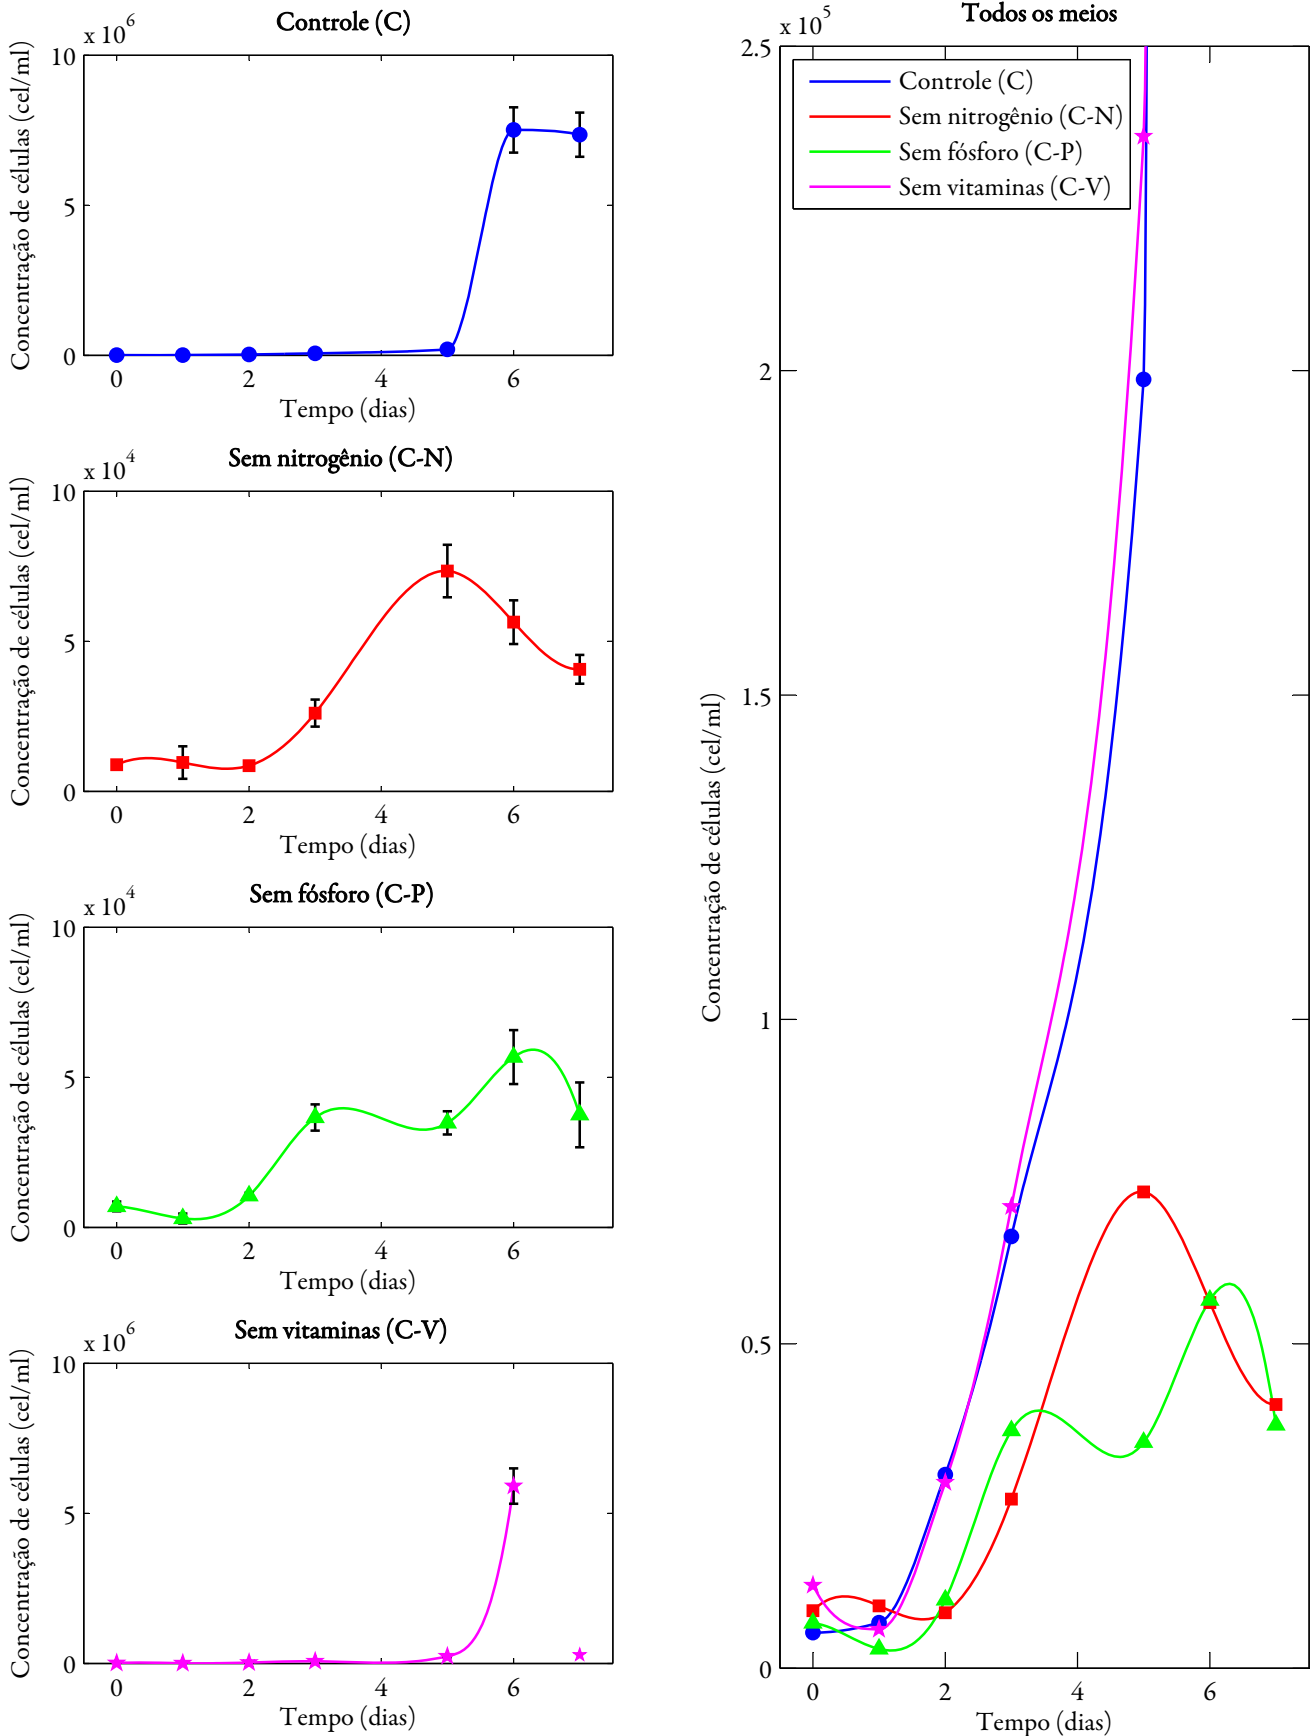 Controle (C)
x 10^6
Concentração de células (cel/ml)
10
5
0
0 2 4 6
Tempo (dias)
Sem nitrogênio (C-N)
x 10^4
Concentração de células (cel/ml)
10
5
0
0 2 4 6
Tempo (dias)
Sem fósforo (C-P)
x 10^4
Concentração de células (cel/ml)
10
5
0
0 2 4 6
Tempo (dias)
Sem vitaminas (C-V)
x 10^6
Concentração de células (cel/ml)
10
5
0
0 2 4 6
Tempo (dias)
Todos os meios
x 10^5
Concentração de células (cel/ml)
2.5
2
1.5
1
0.5
0
Controle (C)
Sem nitrogênio (C-N)
Sem fósforo (C-P)
Sem vitaminas (C-V)
0 2 4 6
Tempo (dias)